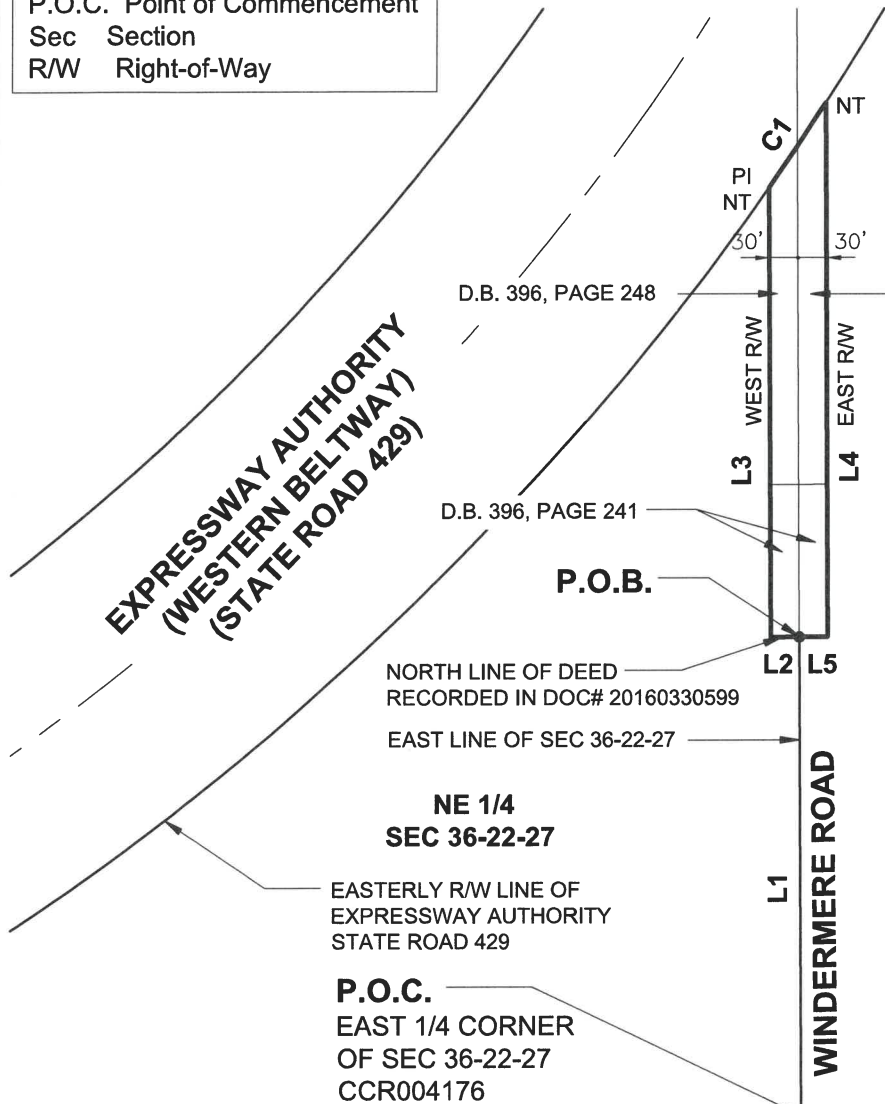 P.O.C. Point of Commencement
Sec Section
R/W Right-of-Way
NT
C1
PI
NT
30'
30'
D.B. 396, PAGE 248
WEST R/W
EAST R/W
EXPRESSWAY AUTHORITY
(WESTERN BELTWAY)
(STATE ROAD 429)
L3
L4
D.B. 396, PAGE 241
P.O.B.
L2
L5
NORTH LINE OF DEED
RECORDED IN DOC# 20160330599
EAST LINE OF SEC 36-22-27
NE 1/4
SEC 36-22-27
L1
WINDERMERE ROAD
EASTERLY R/W LINE OF
EXPRESSWAY AUTHORITY
STATE ROAD 429
P.O.C.
EAST 1/4 CORNER
OF SEC 36-22-27
CCR004176